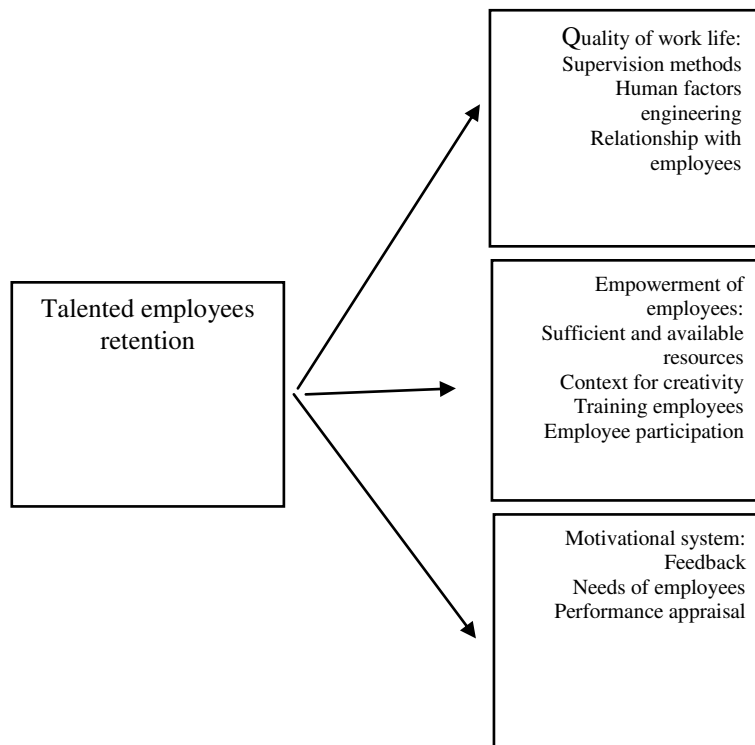 Talented employees
retention
Quality of work life:
Supervision methods
Human factors
engineering
Relationship with
employees
Empowerment of
employees:
Sufficient and available
resources
Context for creativity
Training employees
Employee participation
Motivational system:
Feedback
Needs of employees
Performance appraisal